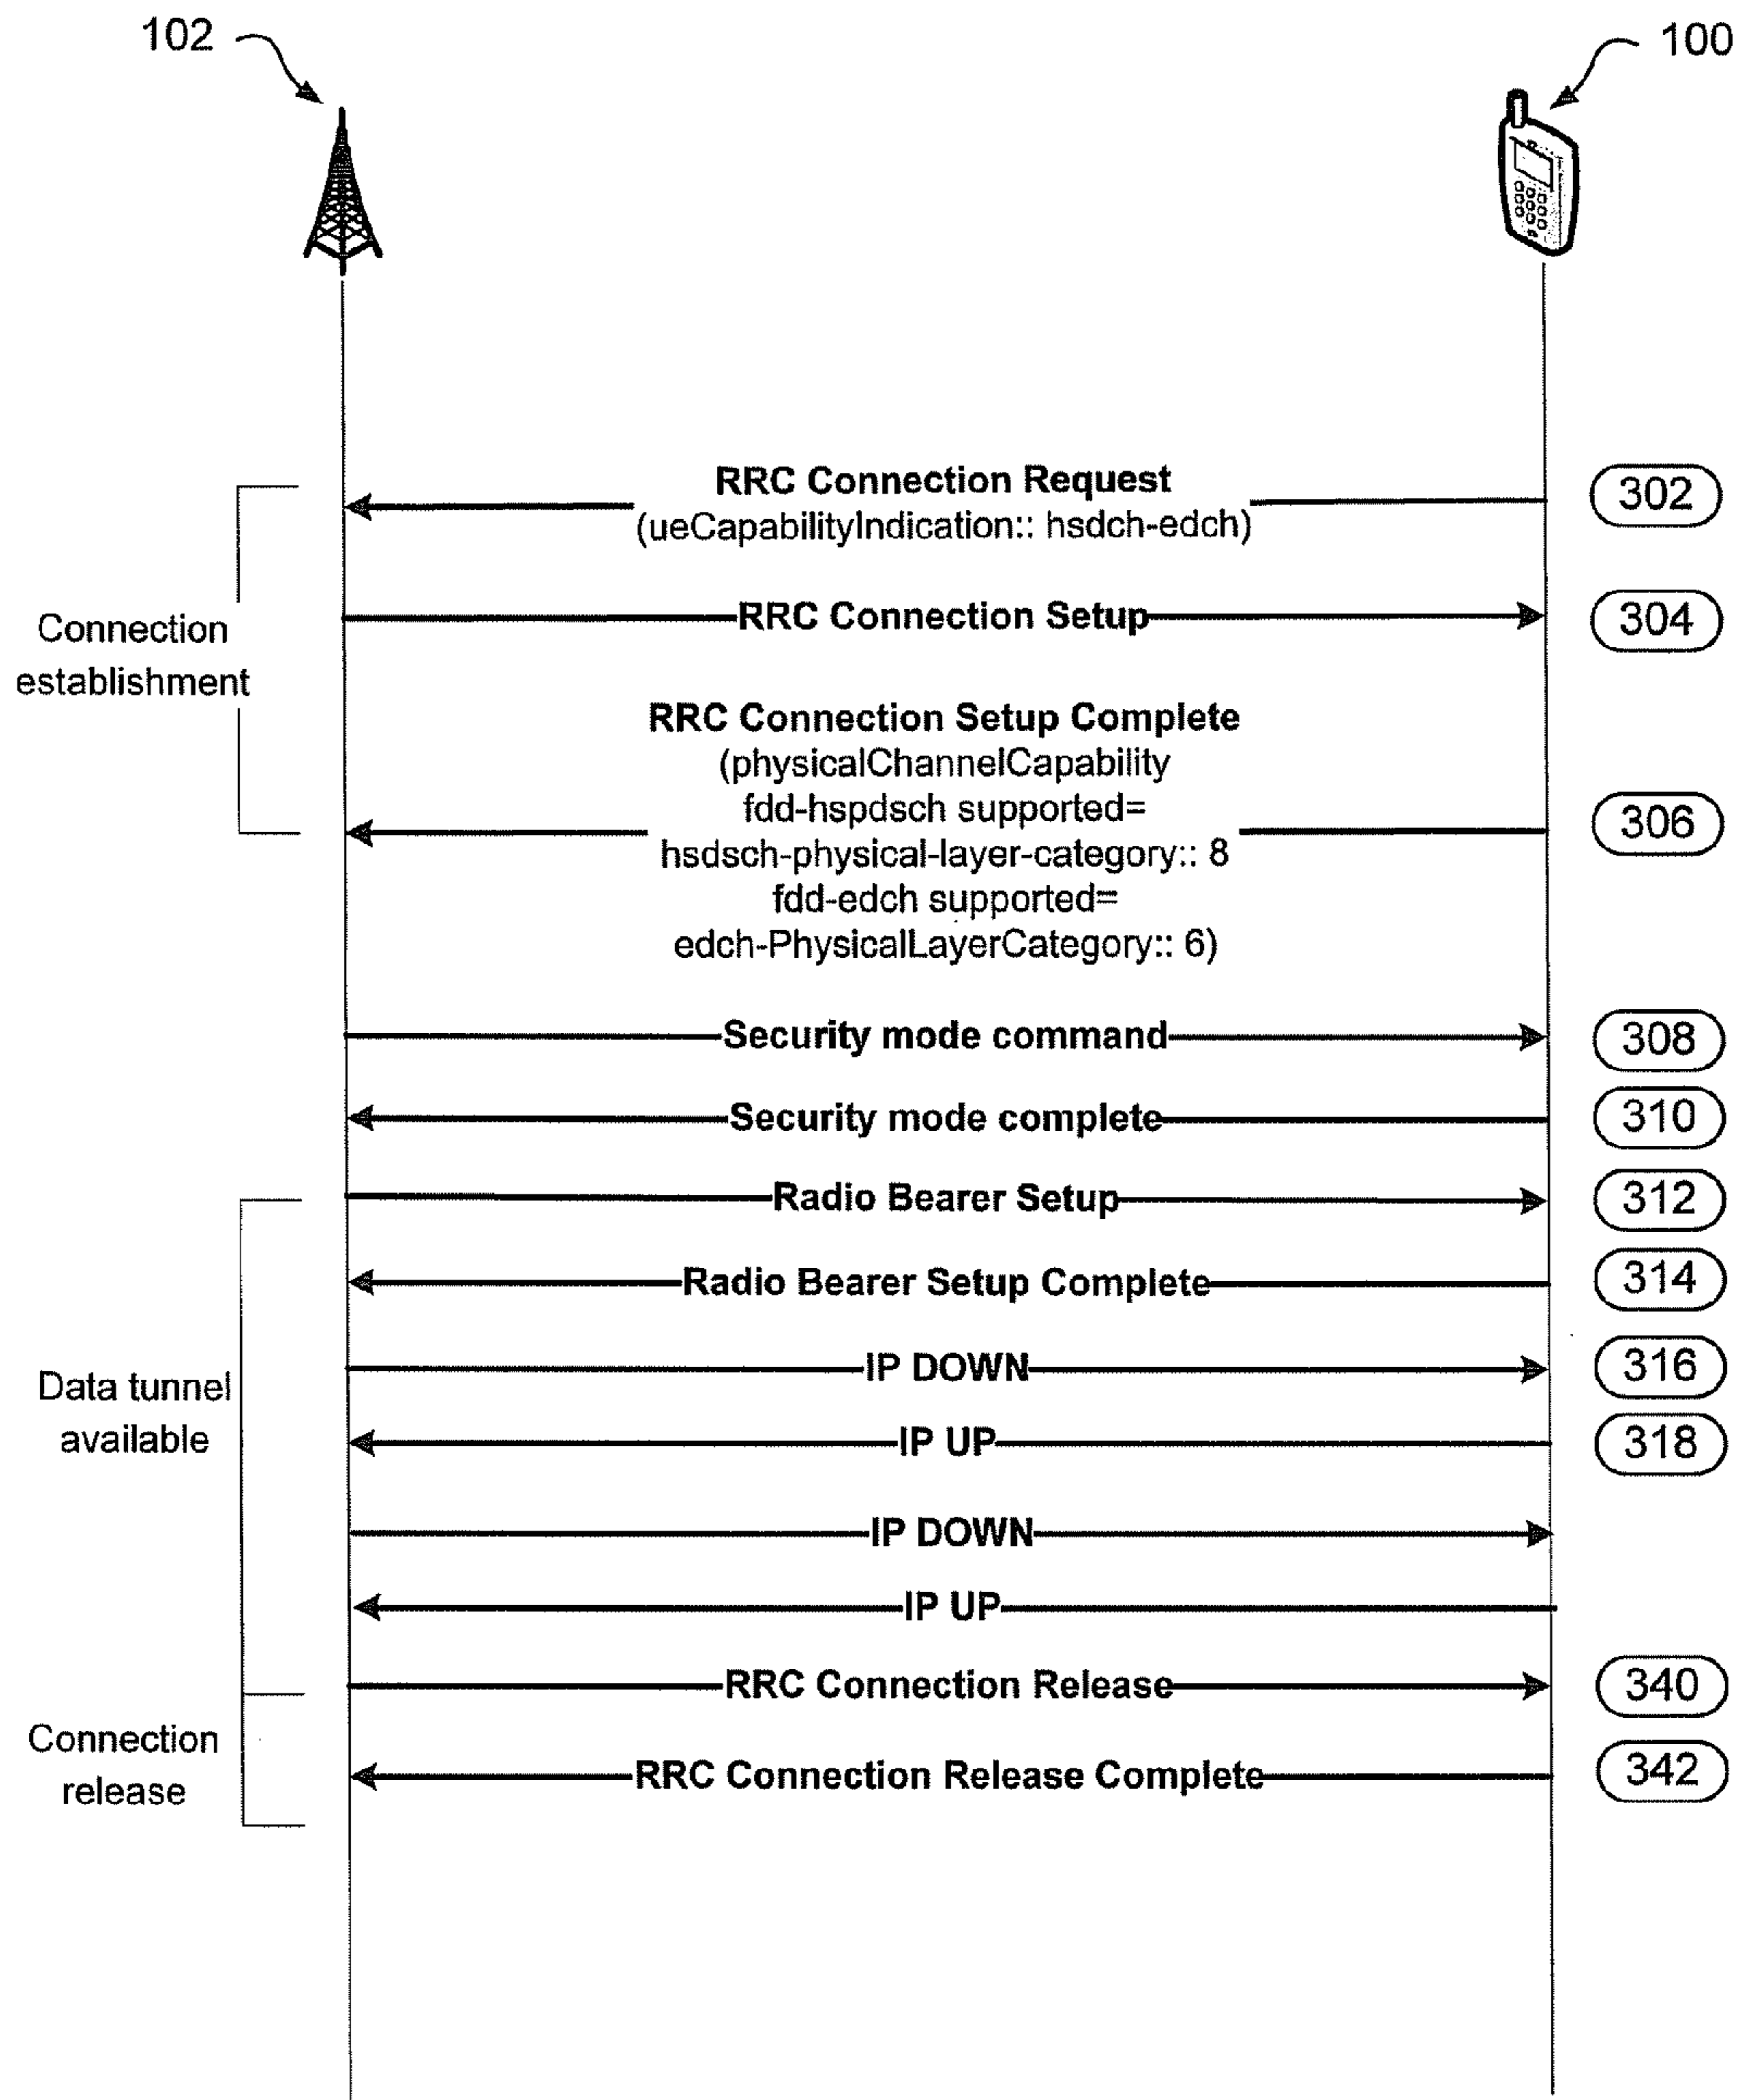 102
100
RRC Connection Request
(ueCapabilityIndication:: hsdch-edch)
302
RRC Connection Setup
304
Connection
establishment
RRC Connection Setup Complete
(physicalChannelCapability
fdd-hspdsch supported=
hsdsch-physical-layer-category:: 8
fdd-edch supported=
edch-PhysicalLayerCategory:: 6)
306
Security mode command
308
Security mode complete
310
Radio Bearer Setup
312
Radio Bearer Setup Complete
314
IP DOWN
316
Data tunnel
available
IP UP
318
IP DOWN
IP UP
RRC Connection Release
340
Connection
release
RRC Connection Release Complete
342